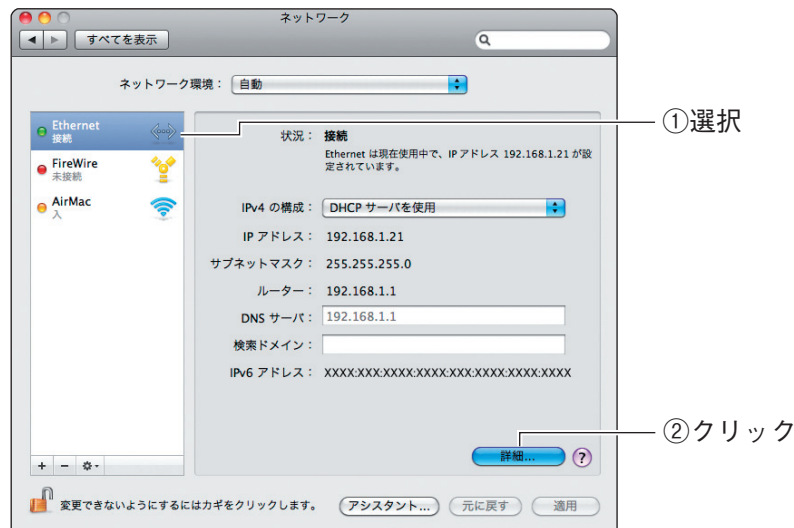 ネットワーク
すべてを表示
ネットワーク環境： 自動
Ethernet
接続
FireWire
未接続
AirMac
入
状況： 接続
Ethernet は現在使用中で、IP アドレス 192.168.1.21 が設
定されています。
IPv4 の構成： DHCP サーバを使用
IP アドレス： 192.168.1.21
サブネットマスク： 255.255.255.0
ルーター： 192.168.1.1
DNS サーバ： 192.168.1.1
検索ドメイン：
IPv6 アドレス： XXXX:XXX:XXXX:XXXX:XXX:XXXX:XXXX:XXXX
詳細... ?
+ −
変更できないようにするにはカギをクリックします。 アシスタント... 元に戻す 適用
①選択
②クリック